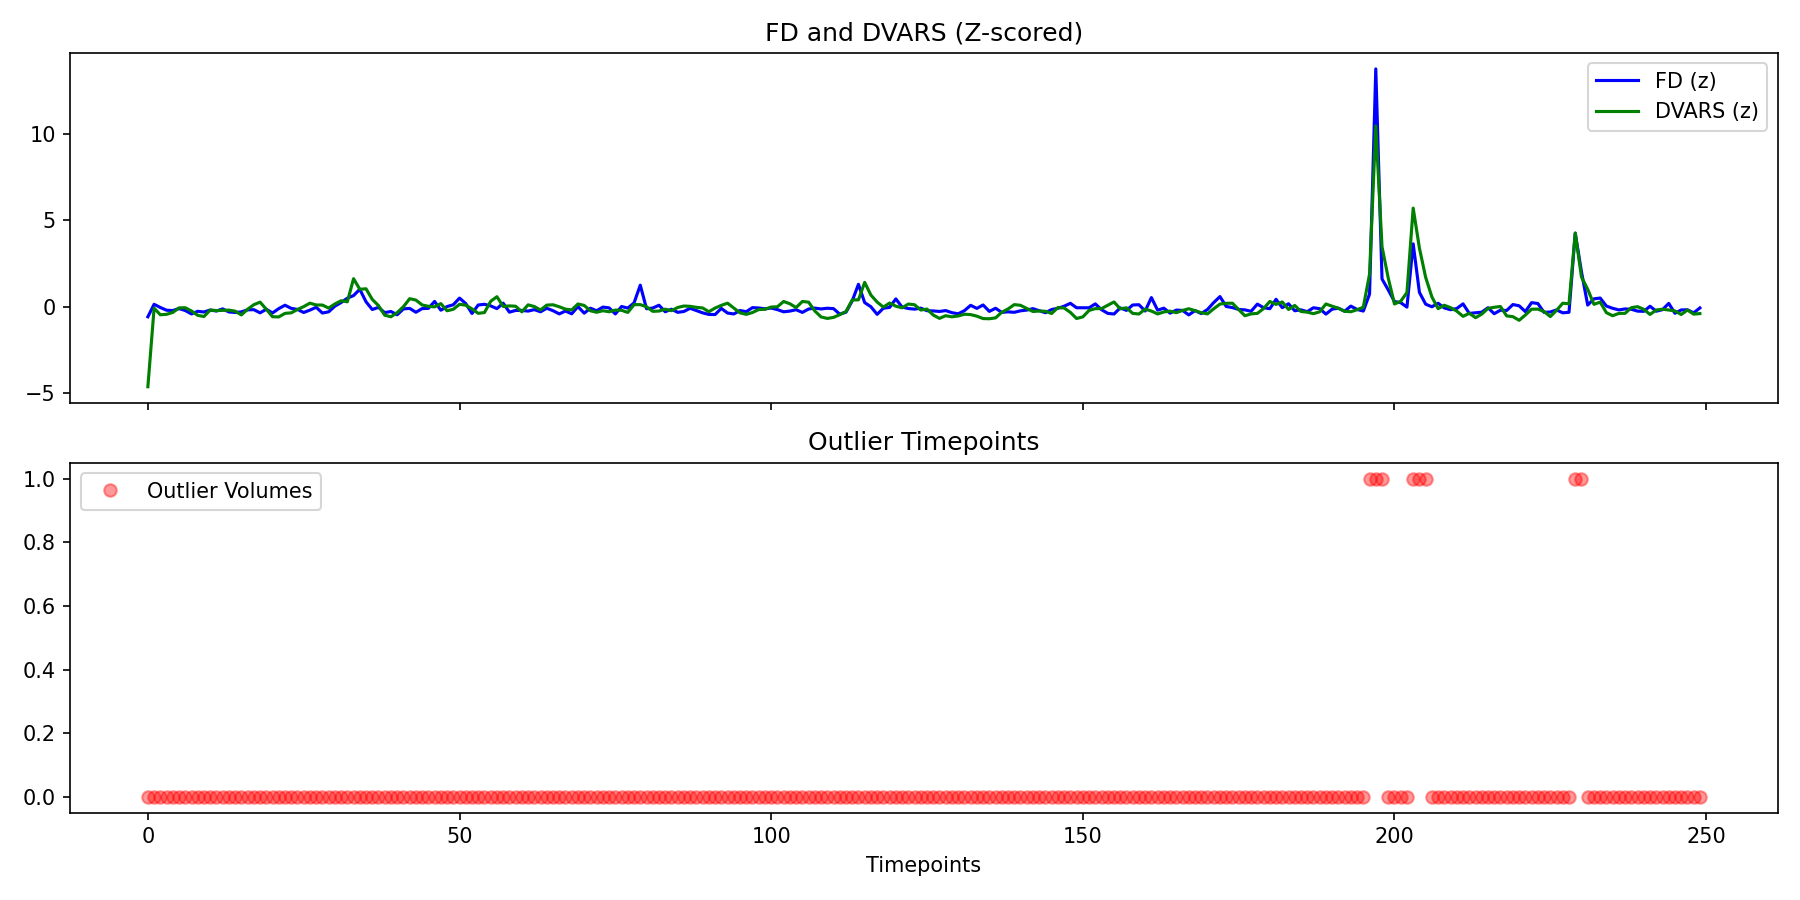 FD and DVARS (Z-scored)
FD (z)
DVARS (z)
10
5
0
−5
Outlier Timepoints
Outlier Volumes
1.0
0.8
0.6
0.4
0.2
0.0
0 50 100 150 200 250
Timepoints